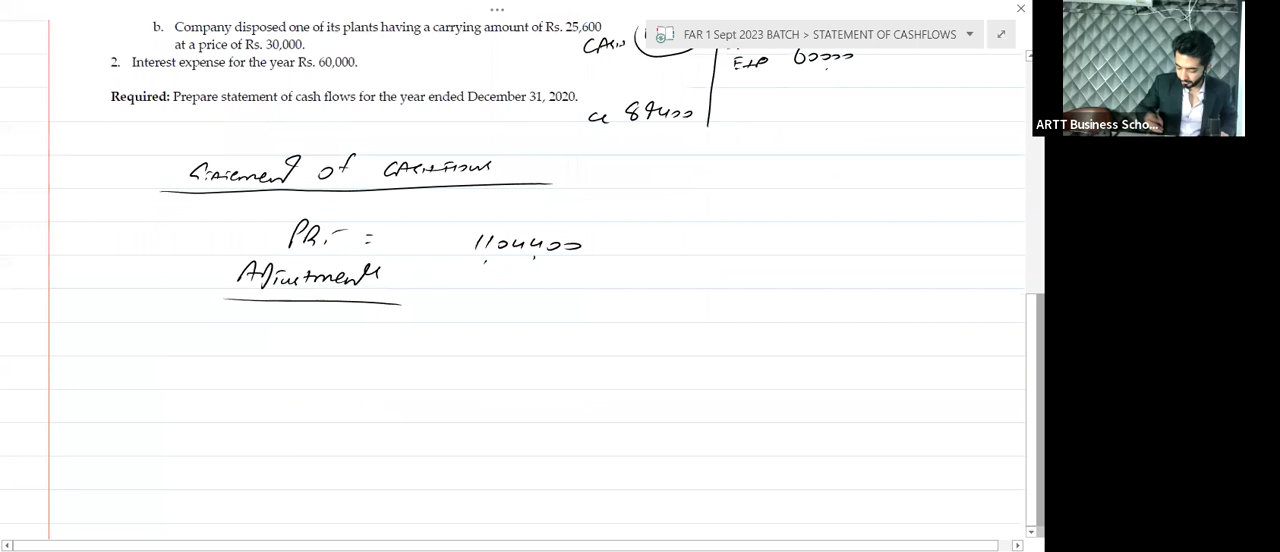 b. Company disposed one of its plants having a carrying amount of Rs. 25,600
at a price of Rs. 30,000.
2. Interest expense for the year Rs. 60,000.
Required: Prepare statement of cash flows for the year ended December 31, 2020.
FAR 1 Sept 2023 BATCH > STATEMENT OF CASHFLOWS
Cash
Exp 60000
87400
Statement of Cashflows
1104400
Adjustments
ARTT Business Scho...